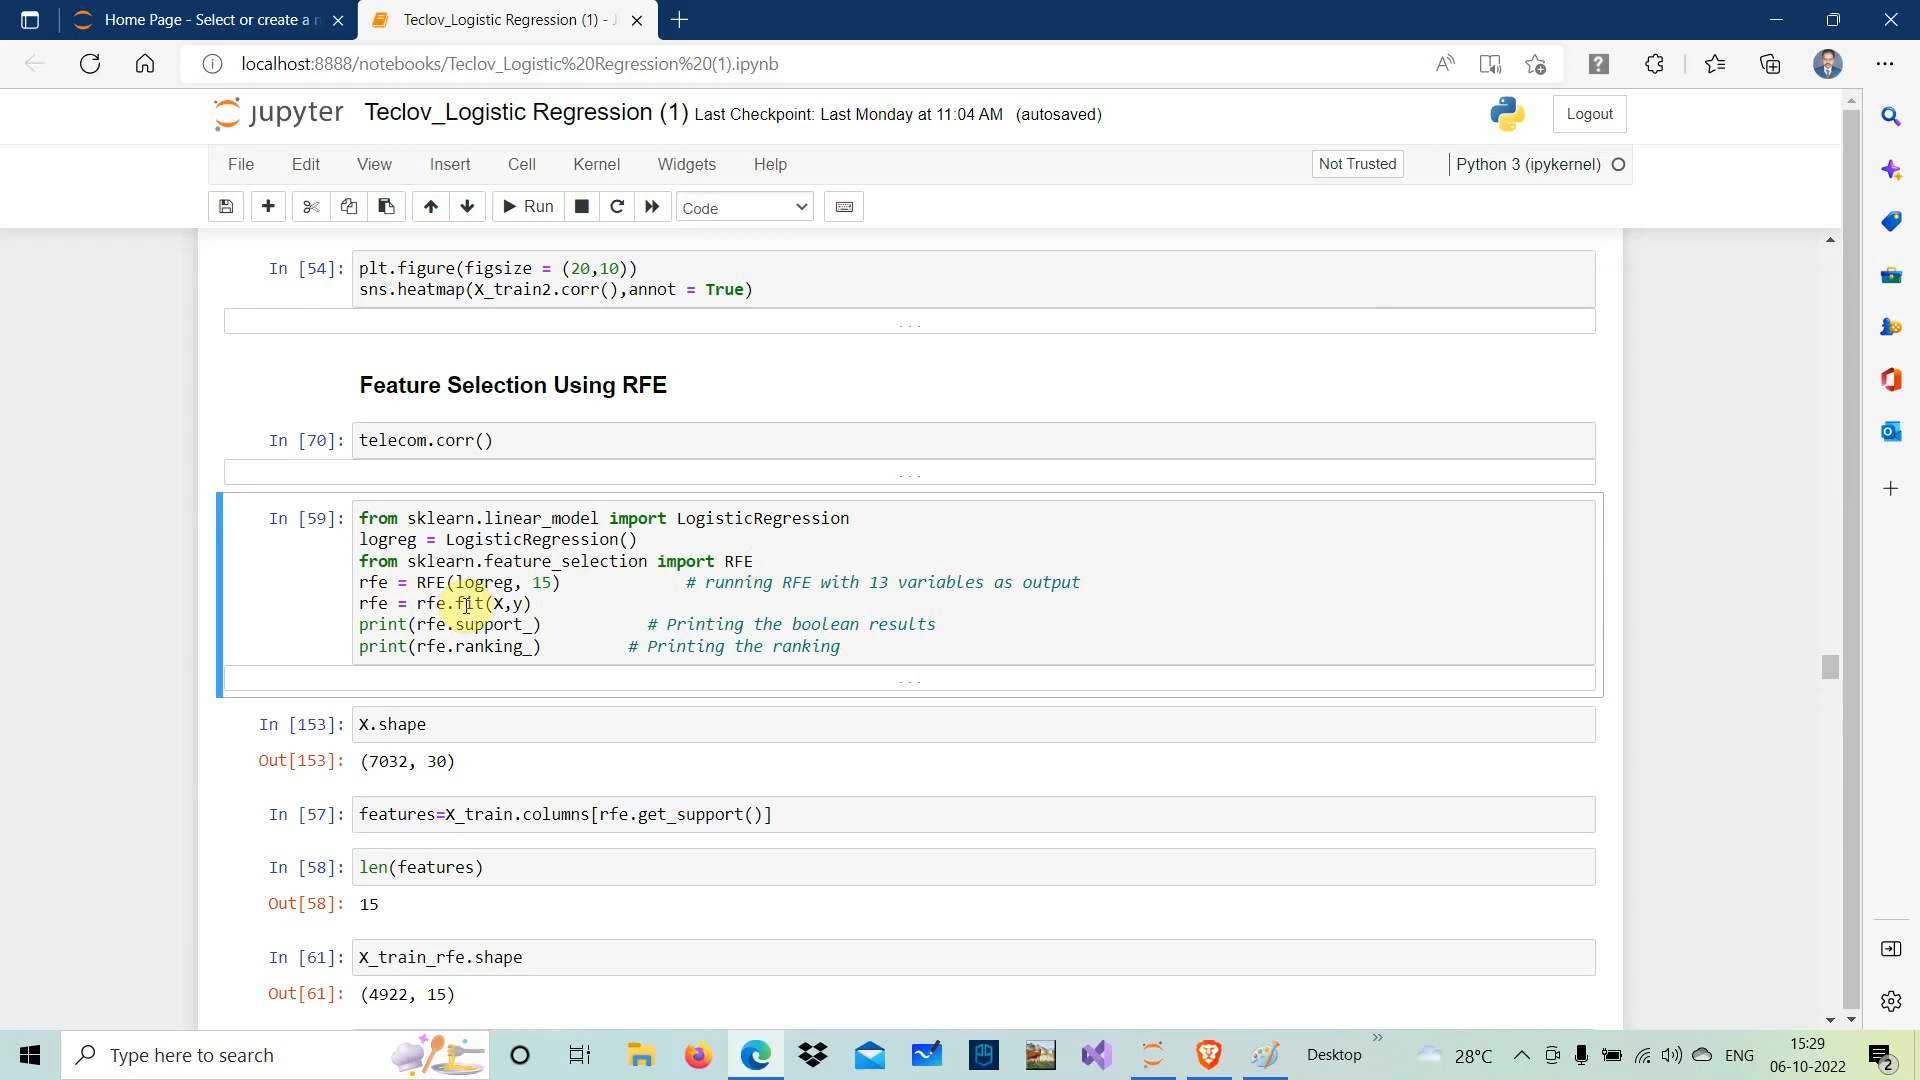 Home Page - Select or create a n
Teclov_Logistic Regression (1) - J
localhost:8888/notebooks/Teclov_Logistic%20Regression%20(1).ipynb
jupyter Teclov_Logistic Regression (1) Last Checkpoint: Last Monday at 11:04 AM (autosaved)
Logout
File Edit View Insert Cell Kernel Widgets Help
Not Trusted
Python 3 (ipykernel)
Run
Code
In [54]: plt.figure(figsize = (20,10))
sns.heatmap(X_train2.corr(),annot = True)
...
Feature Selection Using RFE
In [70]: telecom.corr()
...
In [59]: from sklearn.linear_model import LogisticRegression
logreg = LogisticRegression()
from sklearn.feature_selection import RFE
rfe = RFE(logreg, 15) # running RFE with 13 variables as output
rfe = rfe.fit(X,y)
print(rfe.support_) # Printing the boolean results
print(rfe.ranking_) # Printing the ranking
...
In [153]: X.shape
Out[153]: (7032, 30)
In [57]: features=X_train.columns[rfe.get_support()]
In [58]: len(features)
Out[58]: 15
In [61]: X_train_rfe.shape
Out[61]: (4922, 15)
Type here to search
Desktop
28°C
ENG
15:29
06-10-2022
2